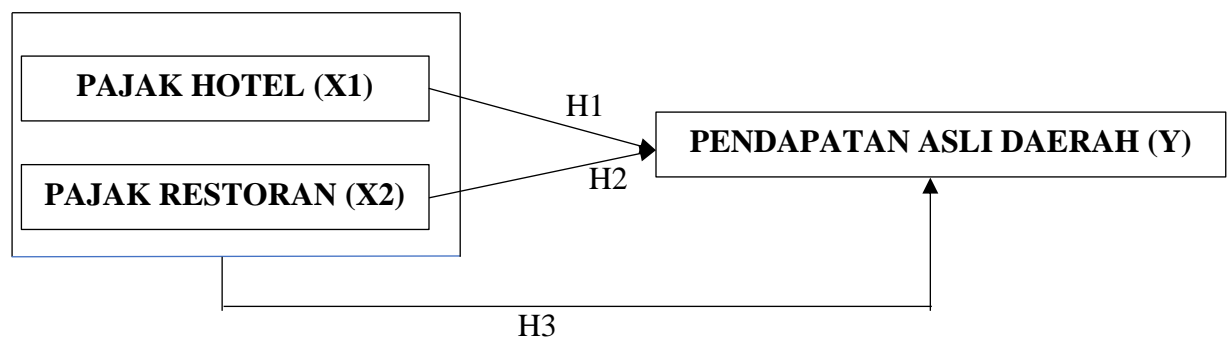 PAJAK HOTEL (X1)
H1
PENDAPATAN ASLI DAERAH (Y)
PAJAK RESTORAN (X2)
H2
H3